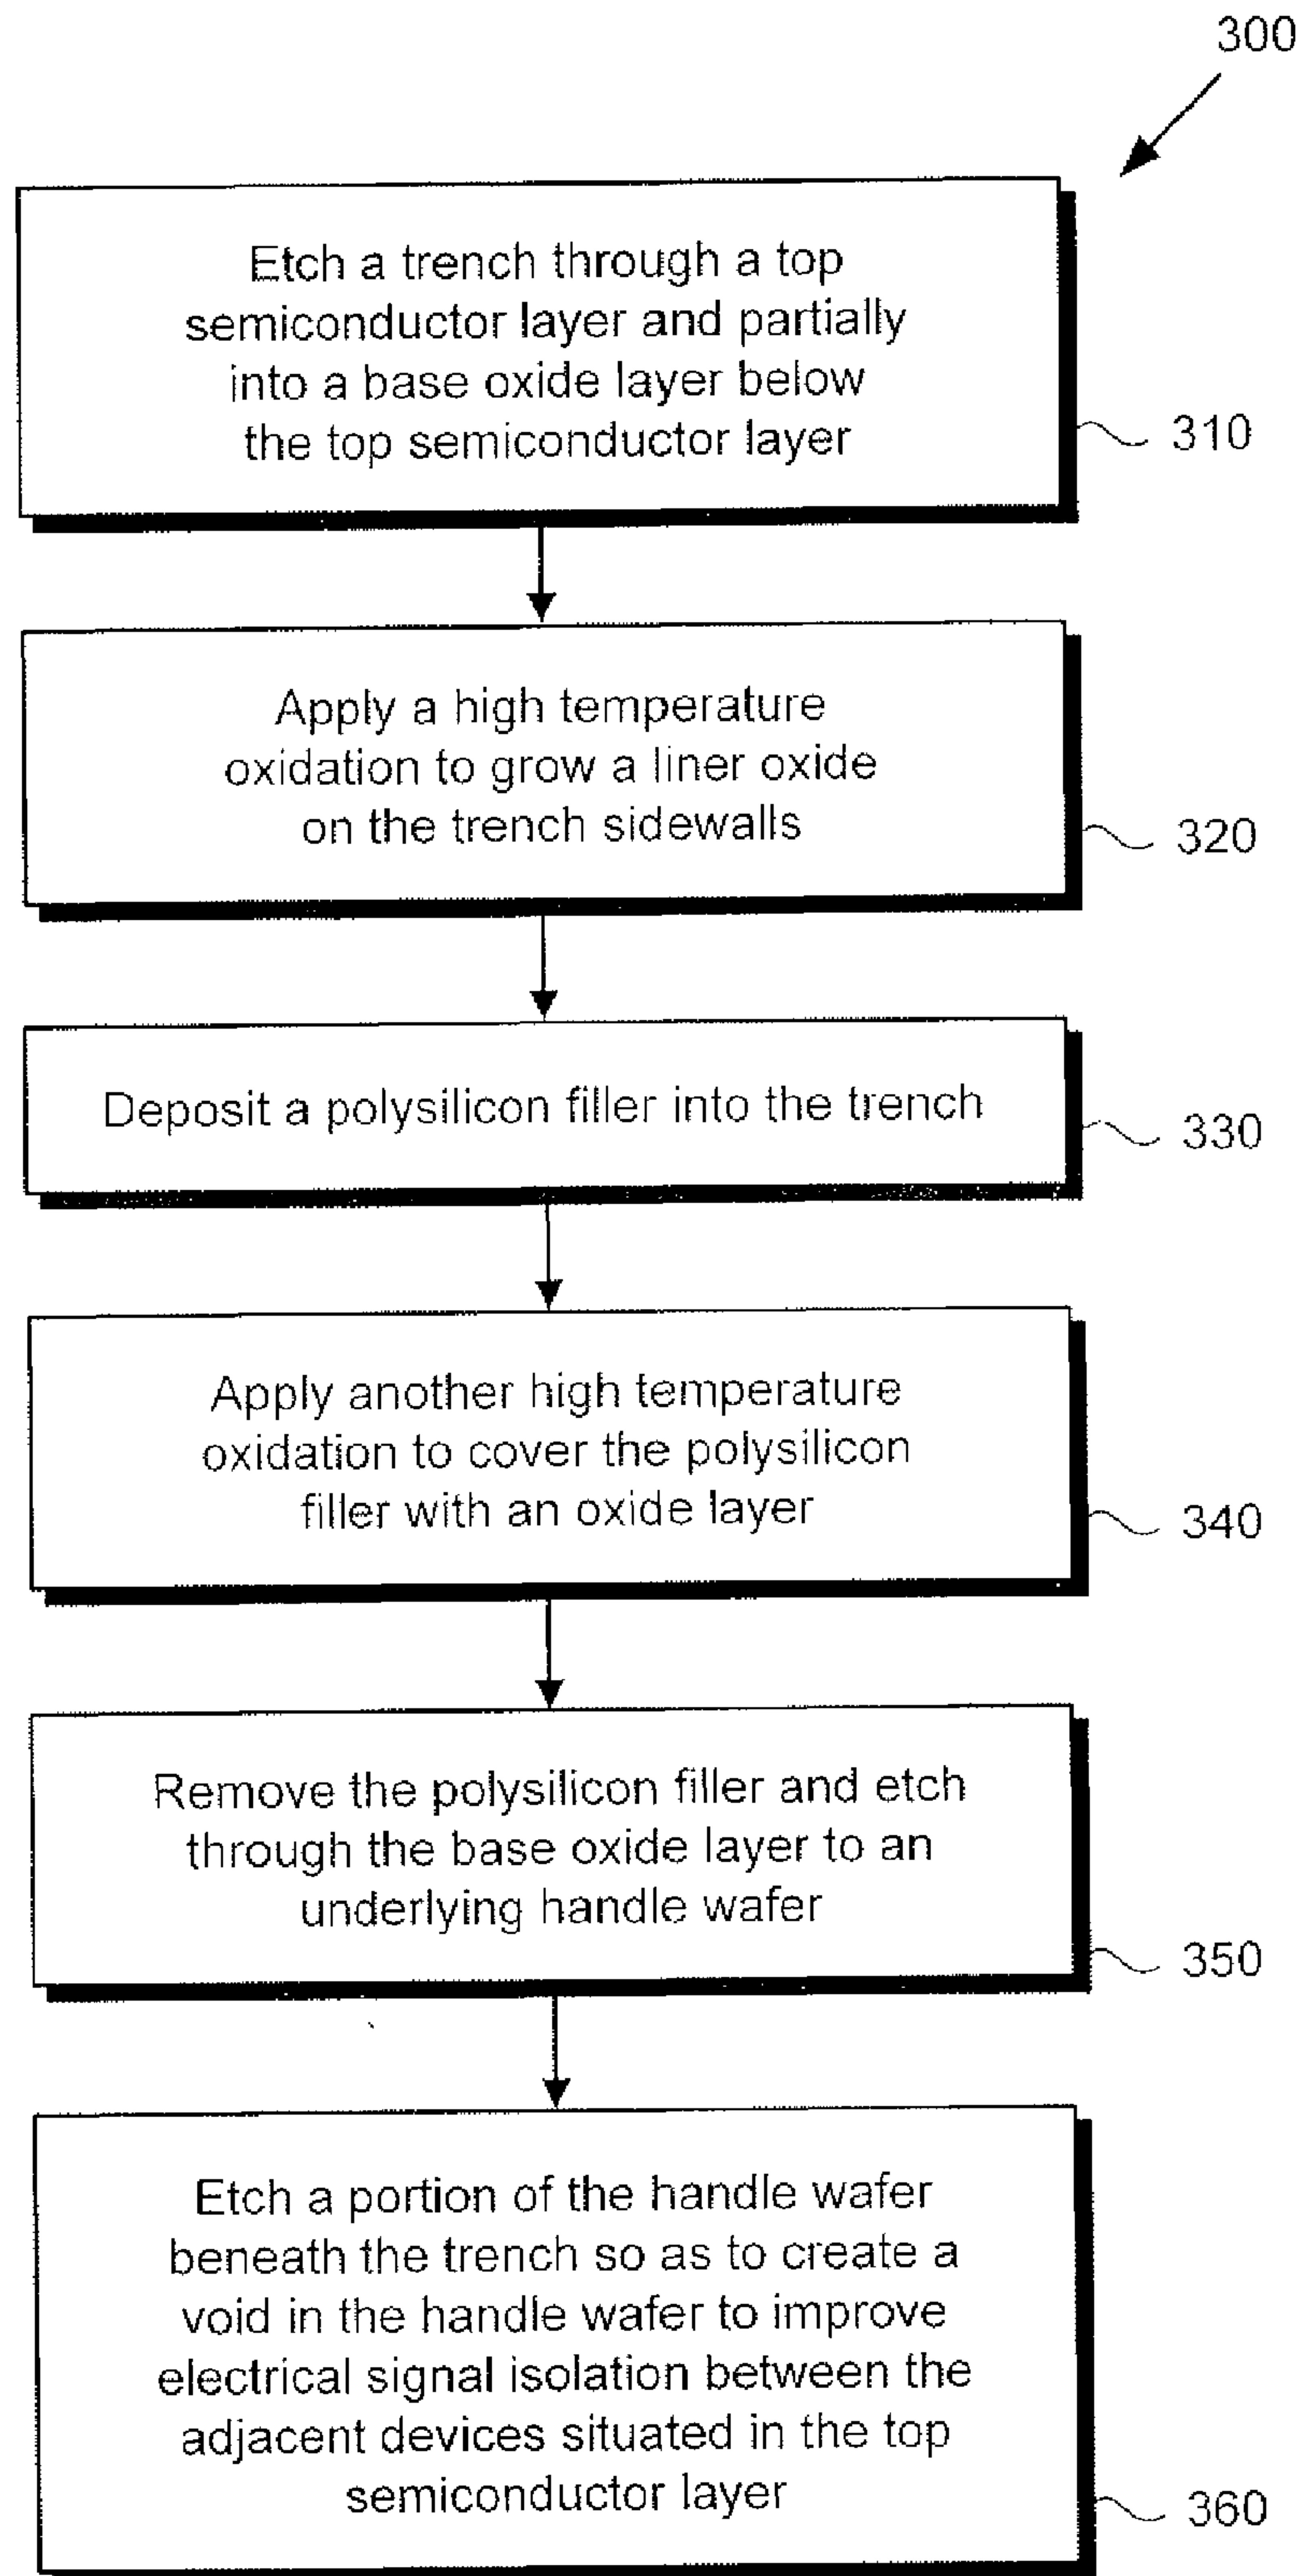 300
Etch a trench through a top
semiconductor layer and partially
into a base oxide layer below
the top semiconductor layer
310
Apply a high temperature
oxidation to grow a liner oxide
on the trench sidewalls
320
Deposit a polysilicon filler into the trench
330
Apply another high temperature
oxidation to cover the polysilicon
filler with an oxide layer
340
Remove the polysilicon filler and etch
through the base oxide layer to an
underlying handle wafer
350
Etch a portion of the handle wafer
beneath the trench so as to create a
void in the handle wafer to improve
electrical signal isolation between the
adjacent devices situated in the top
semiconductor layer
360